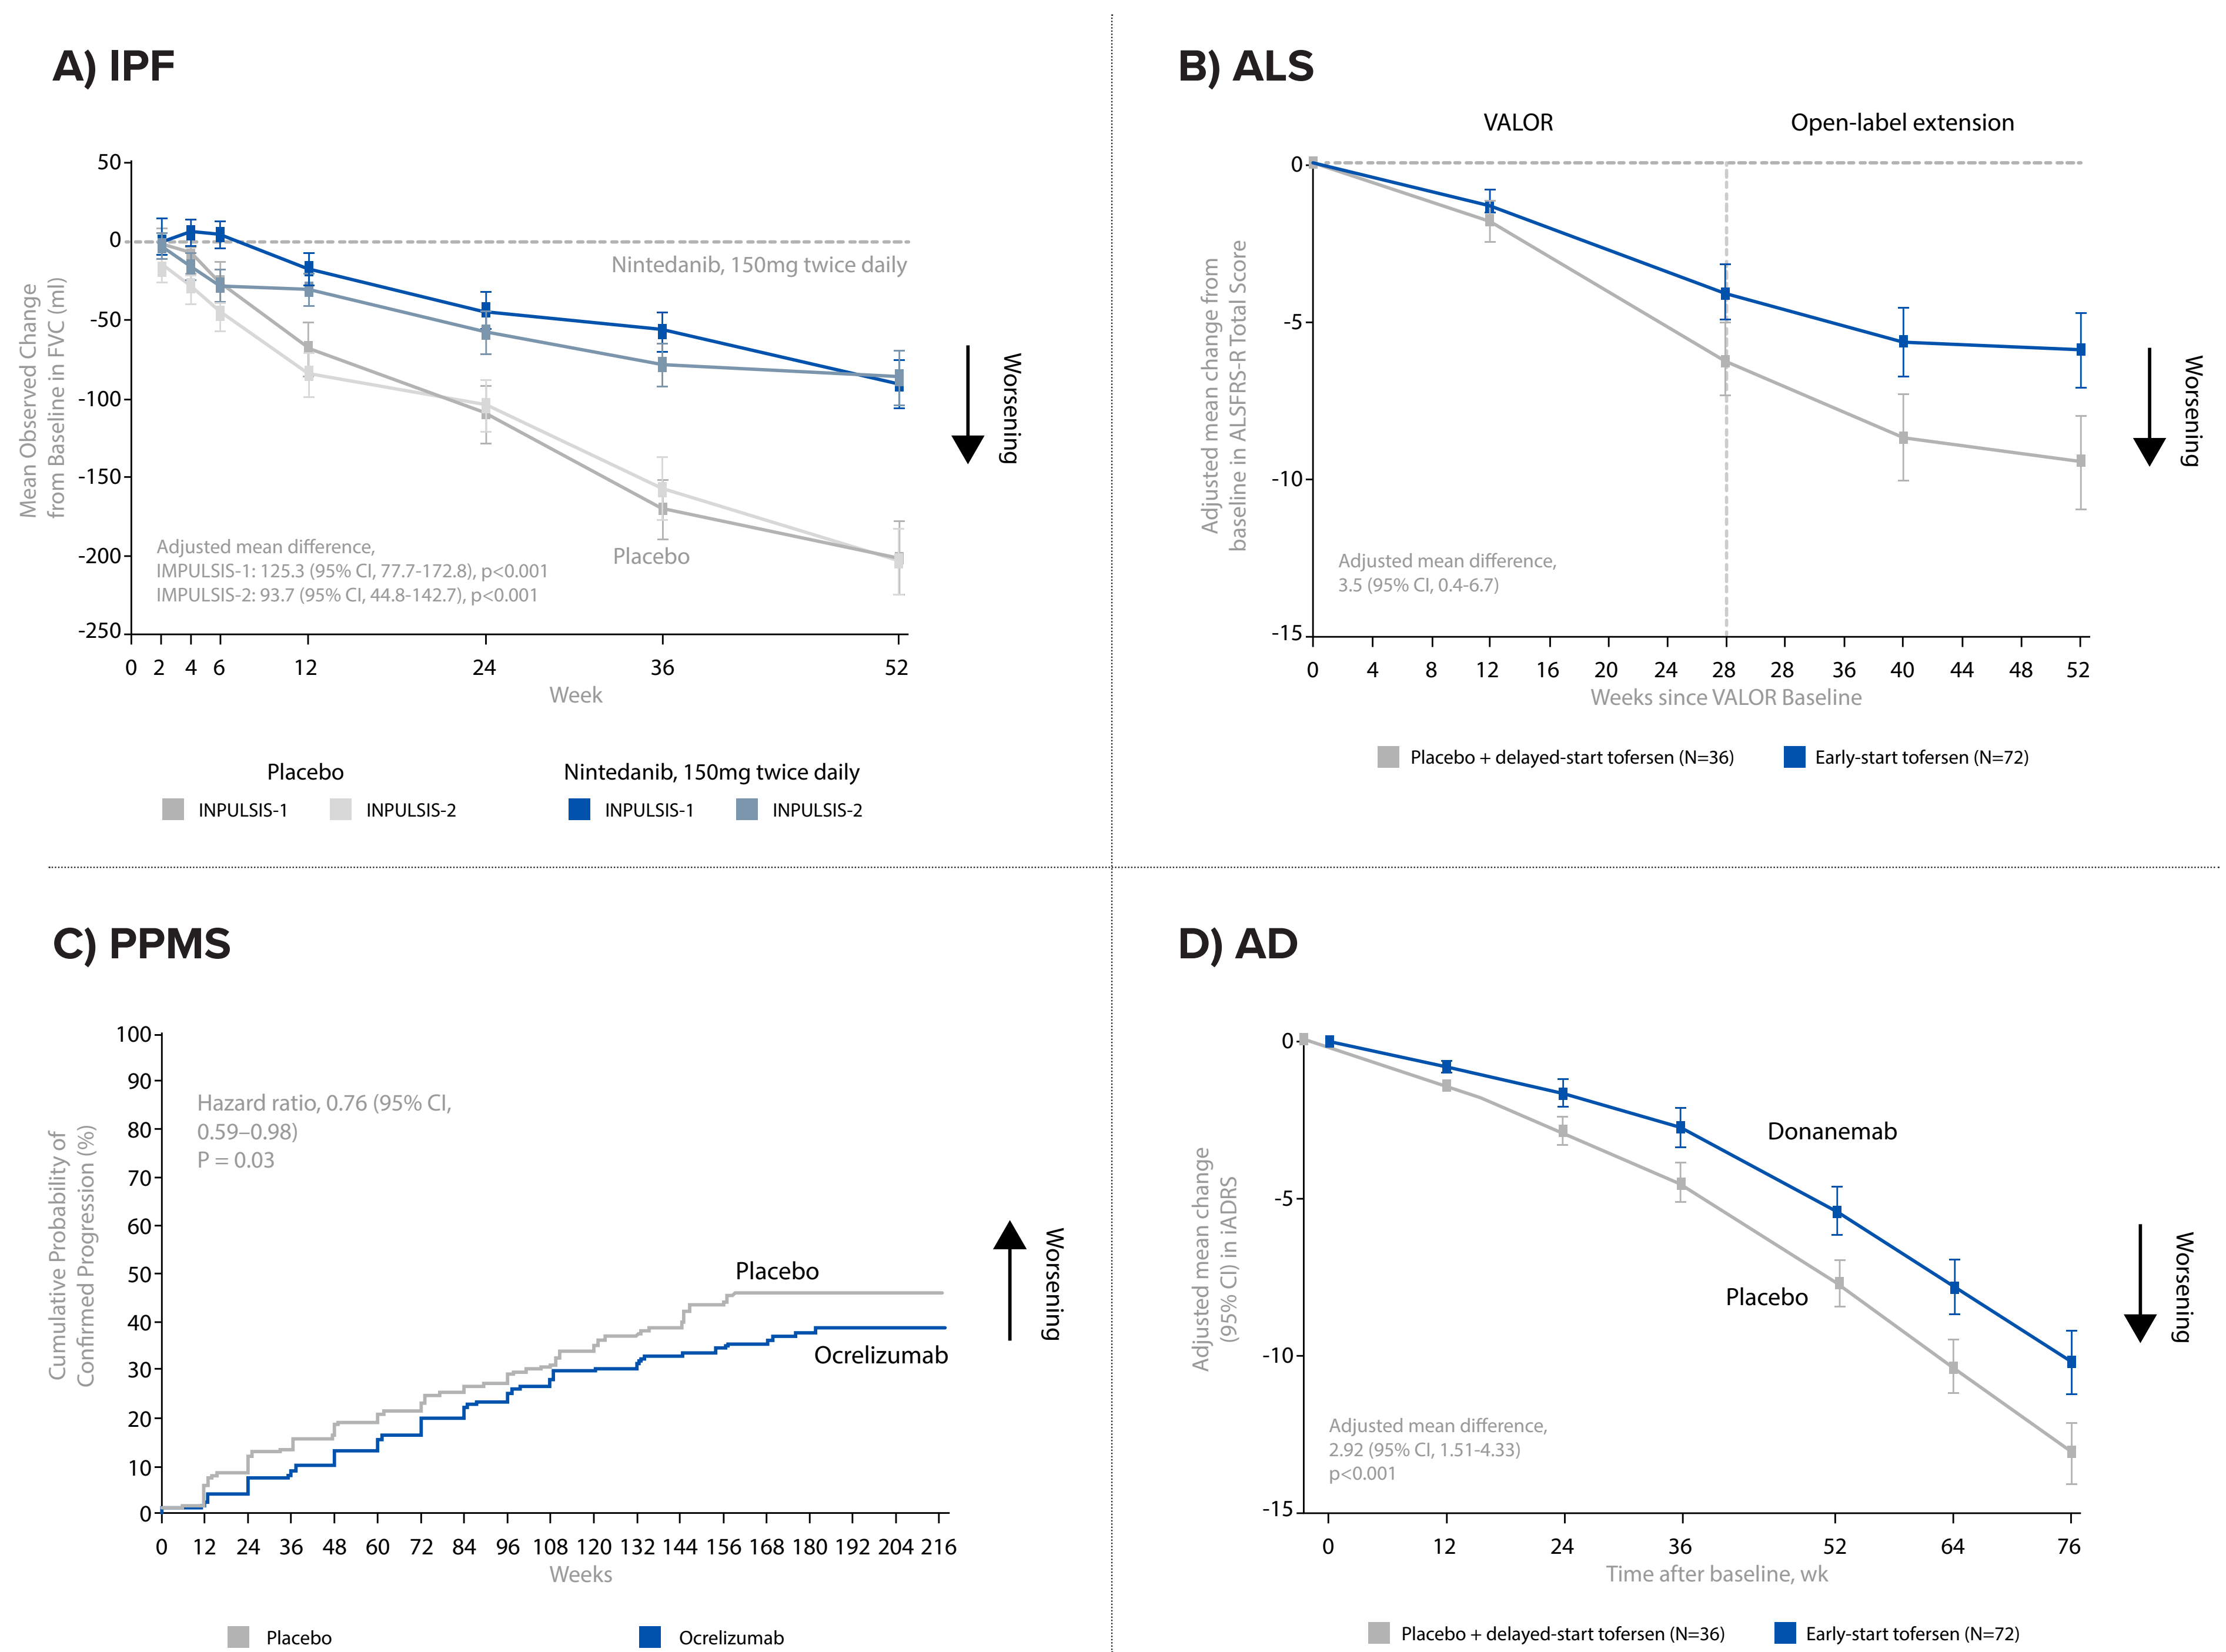 A) IPF
50
0
-50
-100
-150
-200
-250
Mean Observed Change
from Baseline in FVC (ml)
Nintedanib, 150mg twice daily
Placebo
Adjusted mean difference,
IMPULSIS-1: 125.3 (95% CI, 77.7-172.8), p<0.001
IMPULSIS-2: 93.7 (95% CI, 44.8-142.7), p<0.001
Worsening
0 2 4 6 12 24 36 52
Week
Placebo
INPULSIS-1 INPULSIS-2
Nintedanib, 150mg twice daily
INPULSIS-1 INPULSIS-2
B) ALS
VALOR
Open-label extension
0
-5
-10
-15
Adjusted mean change from
baseline in ALSFRS-R Total Score
Adjusted mean difference,
3.5 (95% CI, 0.4-6.7)
Worsening
0 4 8 12 16 20 24 28 28 36 40 44 48 52
Weeks since VALOR Baseline
Placebo + delayed-start tofersen (N=36) Early-start tofersen (N=72)
C) PPMS
100
90
80
70
60
50
40
30
20
10
0
Cumulative Probability of
Confirmed Progression (%)
Hazard ratio, 0.76 (95% CI,
0.59–0.98)
P = 0.03
Placebo
Ocrelizumab
Worsening
0 12 24 36 48 60 72 84 96 108 120 132 144 156 168 180 192 204 216
Weeks
Placebo Ocrelizumab
D) AD
0
-5
-10
-15
Adjusted mean change
(95% CI) in iADRS
Donanemab
Placebo
Adjusted mean difference,
2.92 (95% CI, 1.51-4.33)
p<0.001
Worsening
0 12 24 36 52 64 76
Time after baseline, wk
Placebo + delayed-start tofersen (N=36) Early-start tofersen (N=72)